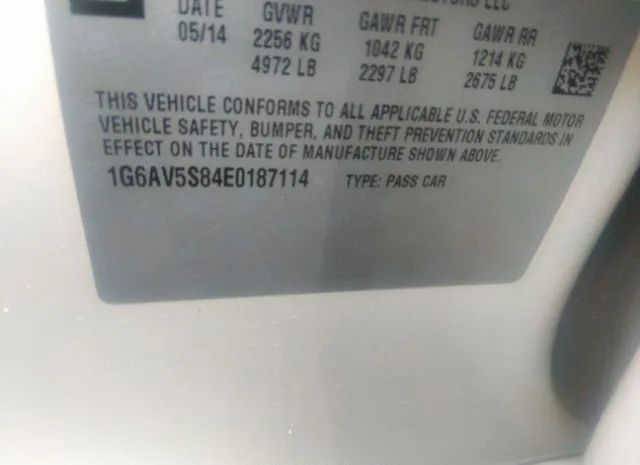 MOTORS LLC
DATE GVWR GAWR FRT GAWR RR
05/14 2256 KG 1042 KG 1214 KG
4972 LB 2297 LB 2675 LB
THIS VEHICLE CONFORMS TO ALL APPLICABLE U.S. FEDERAL MOTOR
VEHICLE SAFETY, BUMPER, AND THEFT PREVENTION STANDARDS IN
EFFECT ON THE DATE OF MANUFACTURE SHOWN ABOVE.
1G6AV5S84E0187114 TYPE: PASS CAR